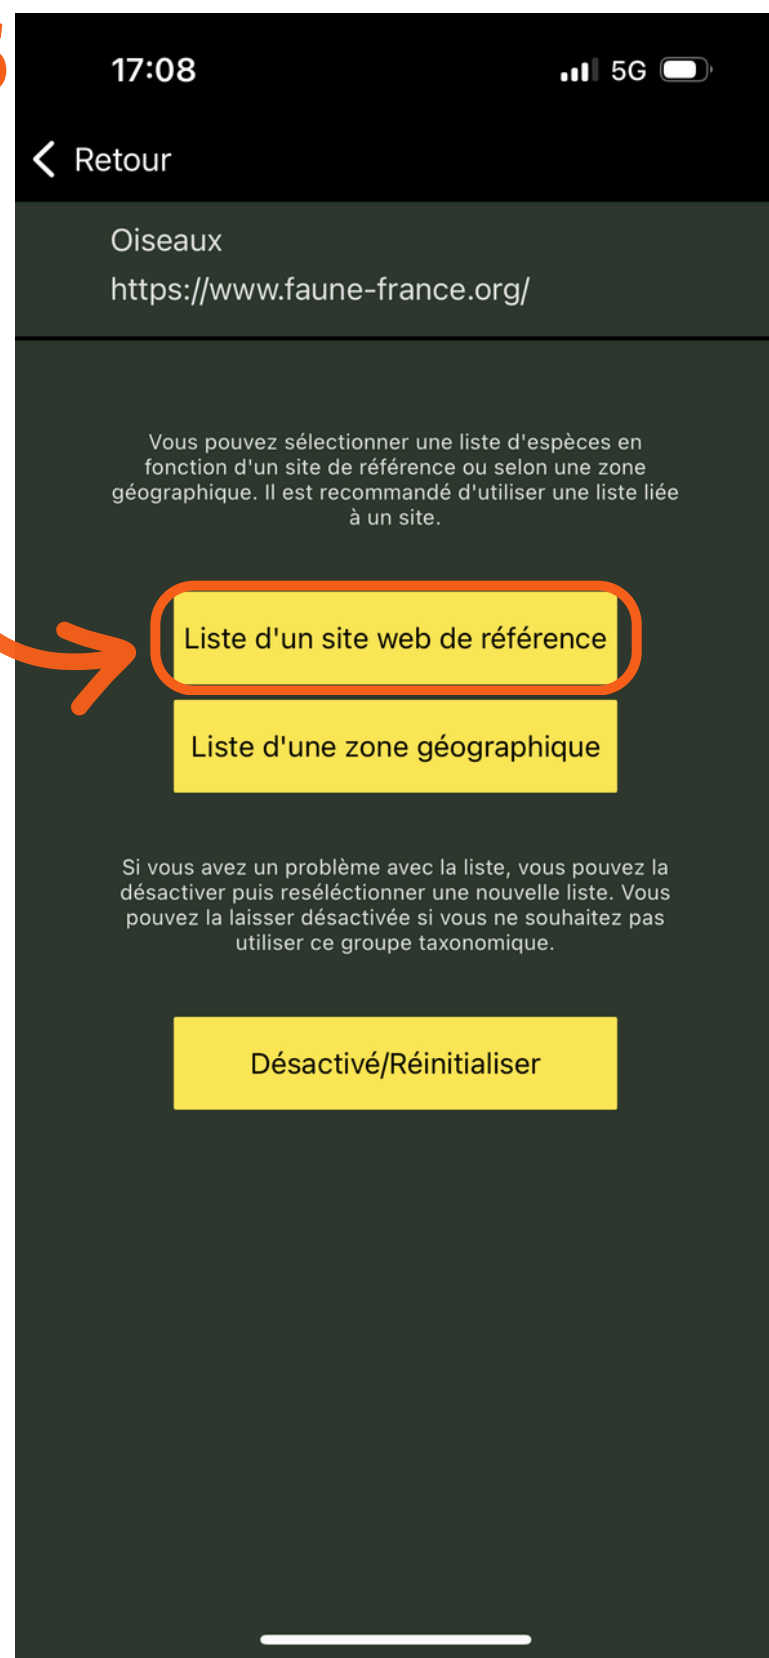 17:08 5G
Retour
Oiseaux
https://www.faune-france.org/
Vous pouvez sélectionner une liste d'espèces en
fonction d'un site de référence ou selon une zone
géographique. Il est recommandé d'utiliser une liste liée
à un site.
Liste d'un site web de référence
Liste d'une zone géographique
Si vous avez un problème avec la liste, vous pouvez la
désactiver puis reséléctionner une nouvelle liste. Vous
pouvez la laisser désactivée si vous ne souhaitez pas
utiliser ce groupe taxonomique.
Désactivé/Réinitialiser